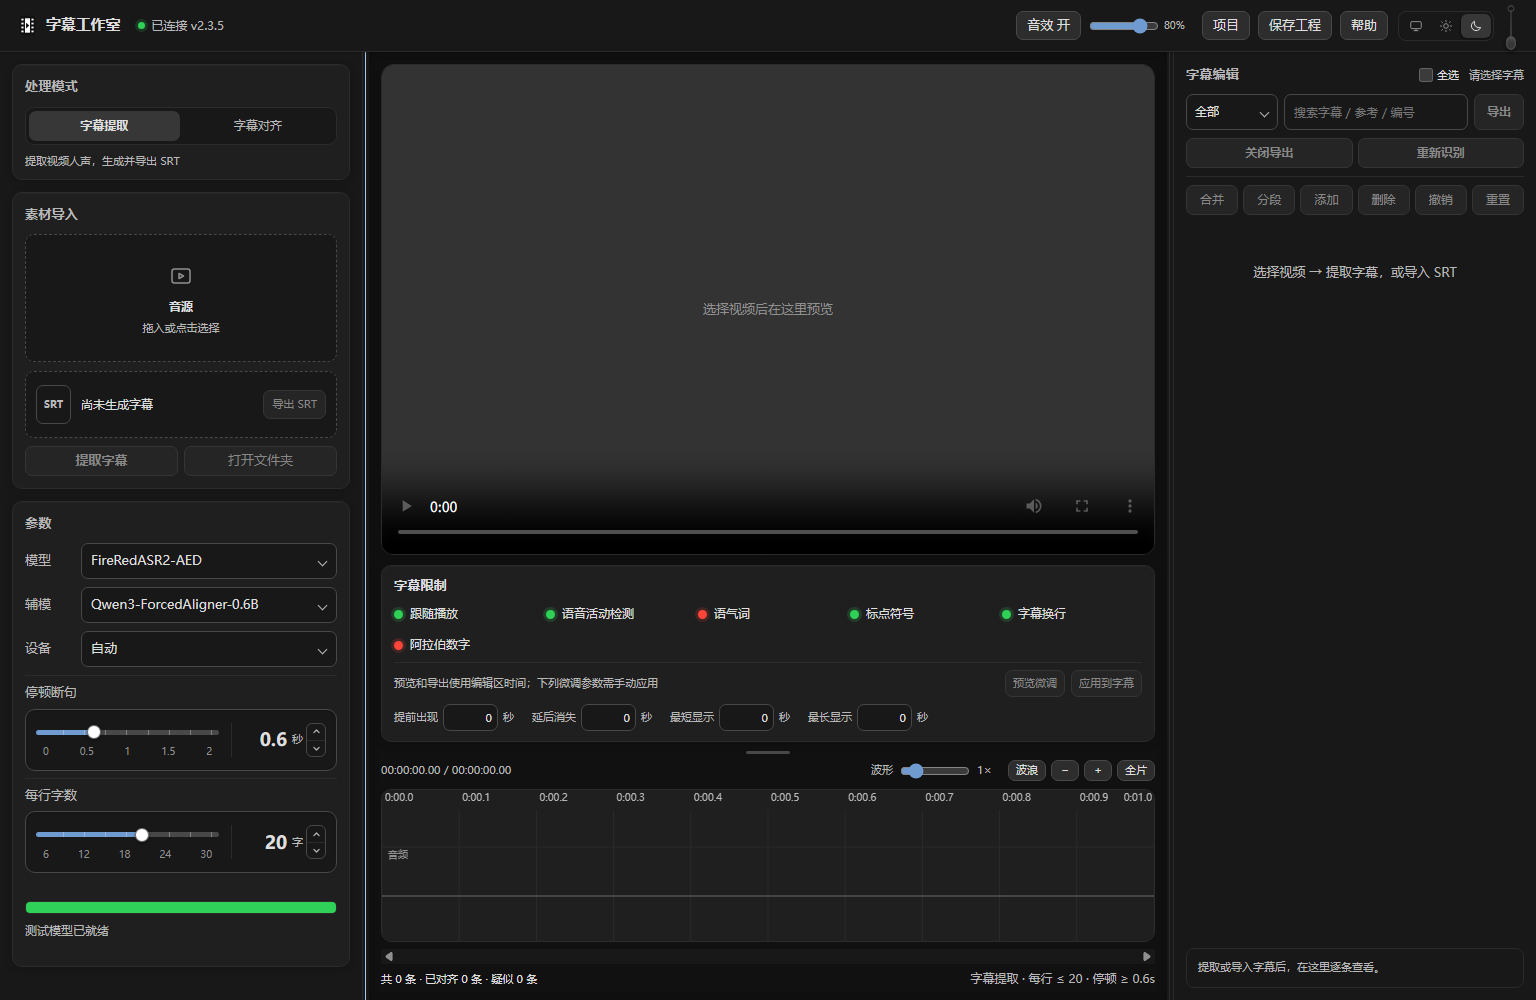 字幕工作室 已连接 v2.3.5 音效 开 80% 项目 保存工程 帮助
处理模式
字幕提取 字幕对齐
提取视频人声，生成并导出 SRT
素材导入
音源
拖入或点击选择
SRT 尚未生成字幕 导出 SRT
提取字幕 打开文件夹
参数
模型 FireRedASR2-AED
辅模 Qwen3-ForcedAligner-0.6B
设备 自动
停顿断句
0.6 秒
0 0.5 1 1.5 2
每行字数
20 字
6 12 18 24 30
测试模型已就绪
选择视频后在这里预览
0:00
字幕限制
跟随播放 语音活动检测 语气词 标点符号 字幕换行
阿拉伯数字
预览和导出使用编辑区时间；下列微调参数需手动应用 预览微调 应用到字幕
提前出现 0 秒 延后消失 0 秒 最短显示 0 秒 最长显示 0 秒
00:00:00.00 / 00:00:00.00 波形 1× 波浪 − + 全片
0:00.0 0:00.1 0:00.2 0:00.3 0:00.4 0:00.5 0:00.6 0:00.7 0:00.8 0:00.9 0:01.0
音频
共 0 条 · 已对齐 0 条 · 疑似 0 条 字幕提取 · 每行 ≤ 20 · 停顿 ≥ 0.6s
字幕编辑 全选 请选择字幕
全部 搜索字幕 / 参考 / 编号 导出
关闭导出 重新识别
合并 分段 添加 删除 撤销 重置
选择视频 → 提取字幕，或导入 SRT
提取或导入字幕后，在这里逐条查看。